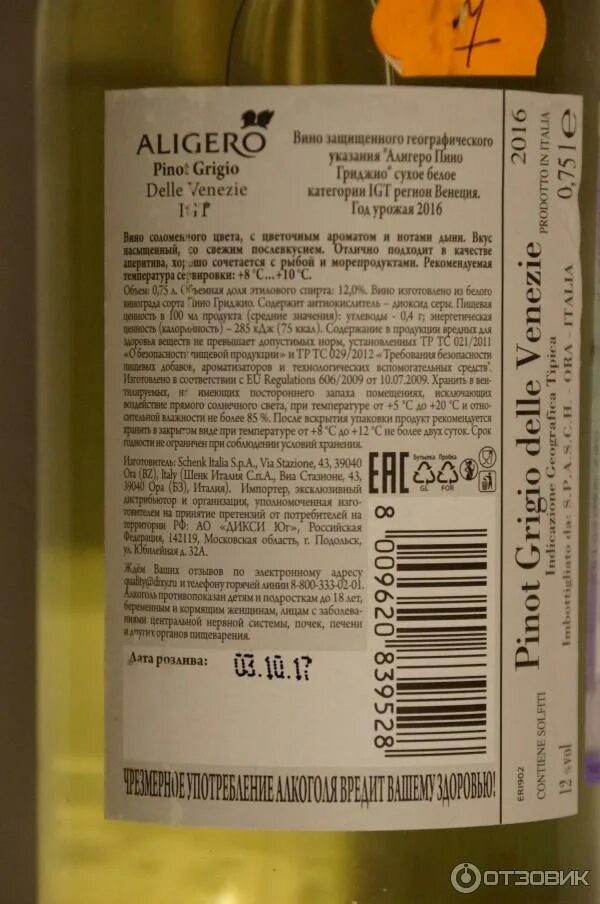 7
ALIGERO
Pinot Grigio
Delle Venezie
IGP
Вино защищенного географического
указания "Алигеро Пино
Гриджио" сухое белое
категории IGT регион Венеция.
Год урожая 2016
Вино соломенного цвета, с цветочным ароматом и нотами дыни. Вкус
насыщенный, со свежим послевкусием. Отлично подходит в качестве
аперитива, хорошо сочетается с рыбой и морепродуктами. Рекомендуемая
температура сервировки: +8 °C...+10 °C.
Объем: 0,75 л. Объемная доля этилового спирта: 12,0%. Вино изготовлено из белого
винограда сорта Пино Гриджио. Содержит антиокислитель – диоксид серы. Пищевая
ценность в 100 мл продукта (средние значения): углеводы - 0,4 г; энергетическая
ценность (калорийность) – 285 кДж (75 ккал). Содержание в продукции вредных для
здоровья веществ не превышает допустимых норм, установленных ТР ТС 021/2011
«О безопасности пищевой продукции» и ТР ТС 029/2012 «Требования безопасности
пищевых добавок, ароматизаторов и технологических вспомогательных средств".
Изготовлено в соответствии с EU Regulations 606/2009 от 10.07.2009. Хранить в вен-
тилируемых, не имеющих постороннего запаха помещениях, исключающих
воздействие прямого солнечного света, при температуре от +5 °C до +20 °C и отно-
сительной влажности не более 85 %. После вскрытия упаковки продукт рекомендуется
хранить в закрытом виде при температуре от +8 °C до +12 °C не более двух суток. Срок
годности не ограничен при соблюдении условий хранения.
Изготовитель: Schenk Italia S.p.A., Via Stazione, 43, 39040
Ora (BZ), Italy (Шенк Италия С.п.А., Виа Стазионе, 43,
39040 Ора (БЗ), Италия). Импортер, эксклюзивный
дистрибьютор и организация, уполномоченная изго-
товителем на принятие претензий от потребителей на
территории РФ: АО «ДИКСИ Юг», Российская
Федерация, 142119, Московская область, г. Подольск,
ул. Юбилейная д. 32А.
Ждём Ваших отзывов по электронному адресу
quality@dixy.ru и телефону горячей линии 8-800-333-02-01.
Алкоголь противопоказан детям и подросткам до 18 лет,
беременным и кормящим женщинам, лицам с заболева-
ниями центральной нервной системы, почек, печени
и других органов пищеварения.
Дата розлива:
03.10.17
EAC
Бутылка Пробка
GL FOR
8 009620 839528
ЧРЕЗМЕРНОЕ УПОТРЕБЛЕНИЕ АЛКОГОЛЯ ВРЕДИТ ВАШЕМУ ЗДОРОВЬЮ!
Pinot Grigio delle Venezie 2016
Indicazione Geografica Tipica PRODOTTO IN ITALIA
Imbottigliato da: S.P.A.S.C.H. - ORA - ITALIA
0,75 l e
ER1902
CONTIENE SOLFITI
12 % vol
ОТЗОВИК